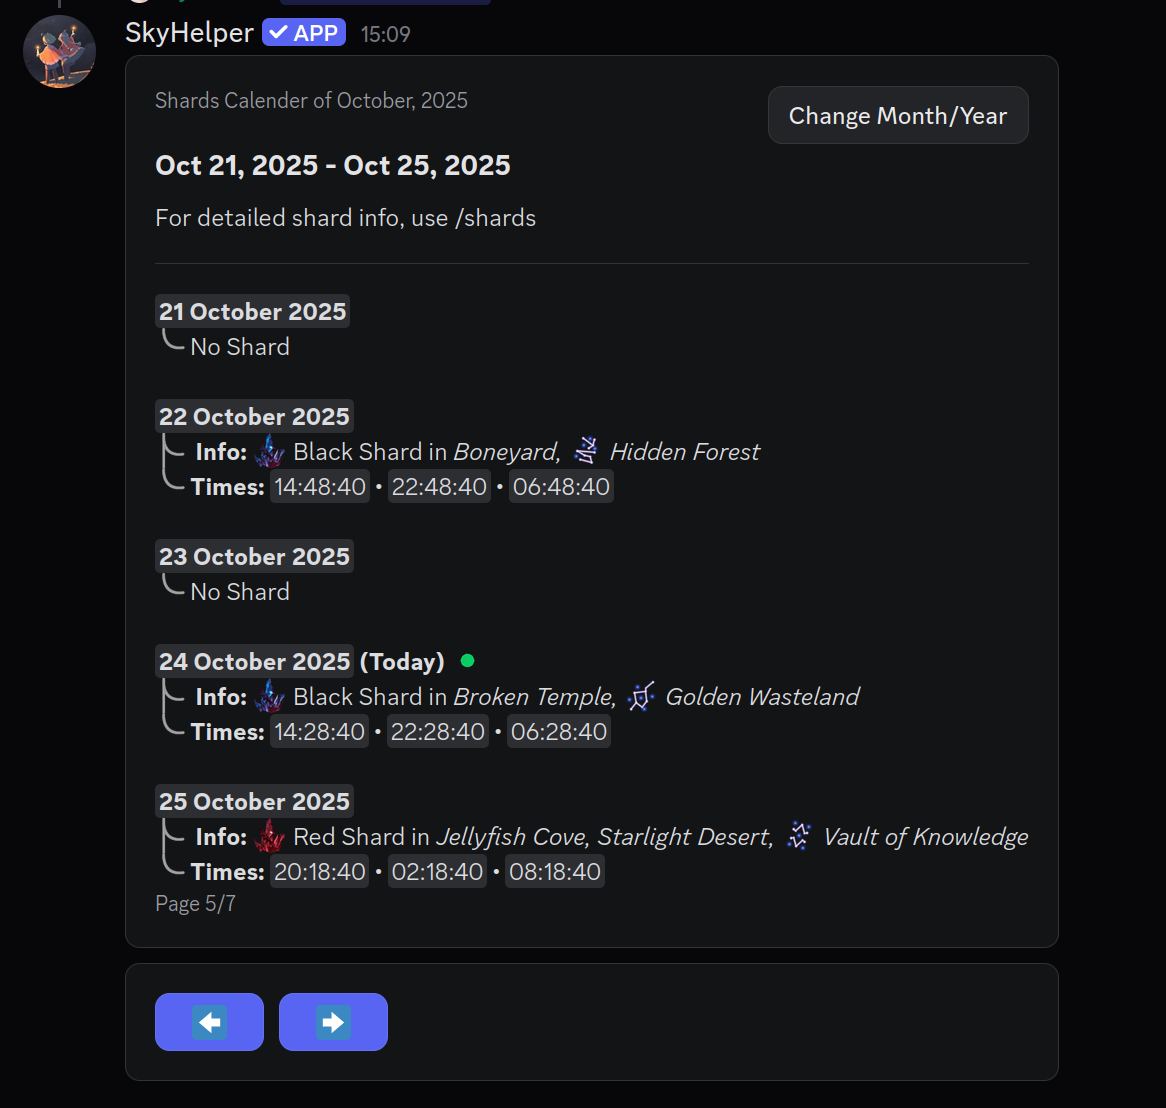 SkyHelper APP 15:09
Shards Calender of October, 2025
Change Month/Year
Oct 21, 2025 - Oct 25, 2025
For detailed shard info, use /shards
21 October 2025
No Shard
22 October 2025
Info: Black Shard in Boneyard, Hidden Forest
Times: 14:48:40 • 22:48:40 • 06:48:40
23 October 2025
No Shard
24 October 2025 (Today)
Info: Black Shard in Broken Temple, Golden Wasteland
Times: 14:28:40 • 22:28:40 • 06:28:40
25 October 2025
Info: Red Shard in Jellyfish Cove, Starlight Desert, Vault of Knowledge
Times: 20:18:40 • 02:18:40 • 08:18:40
Page 5/7